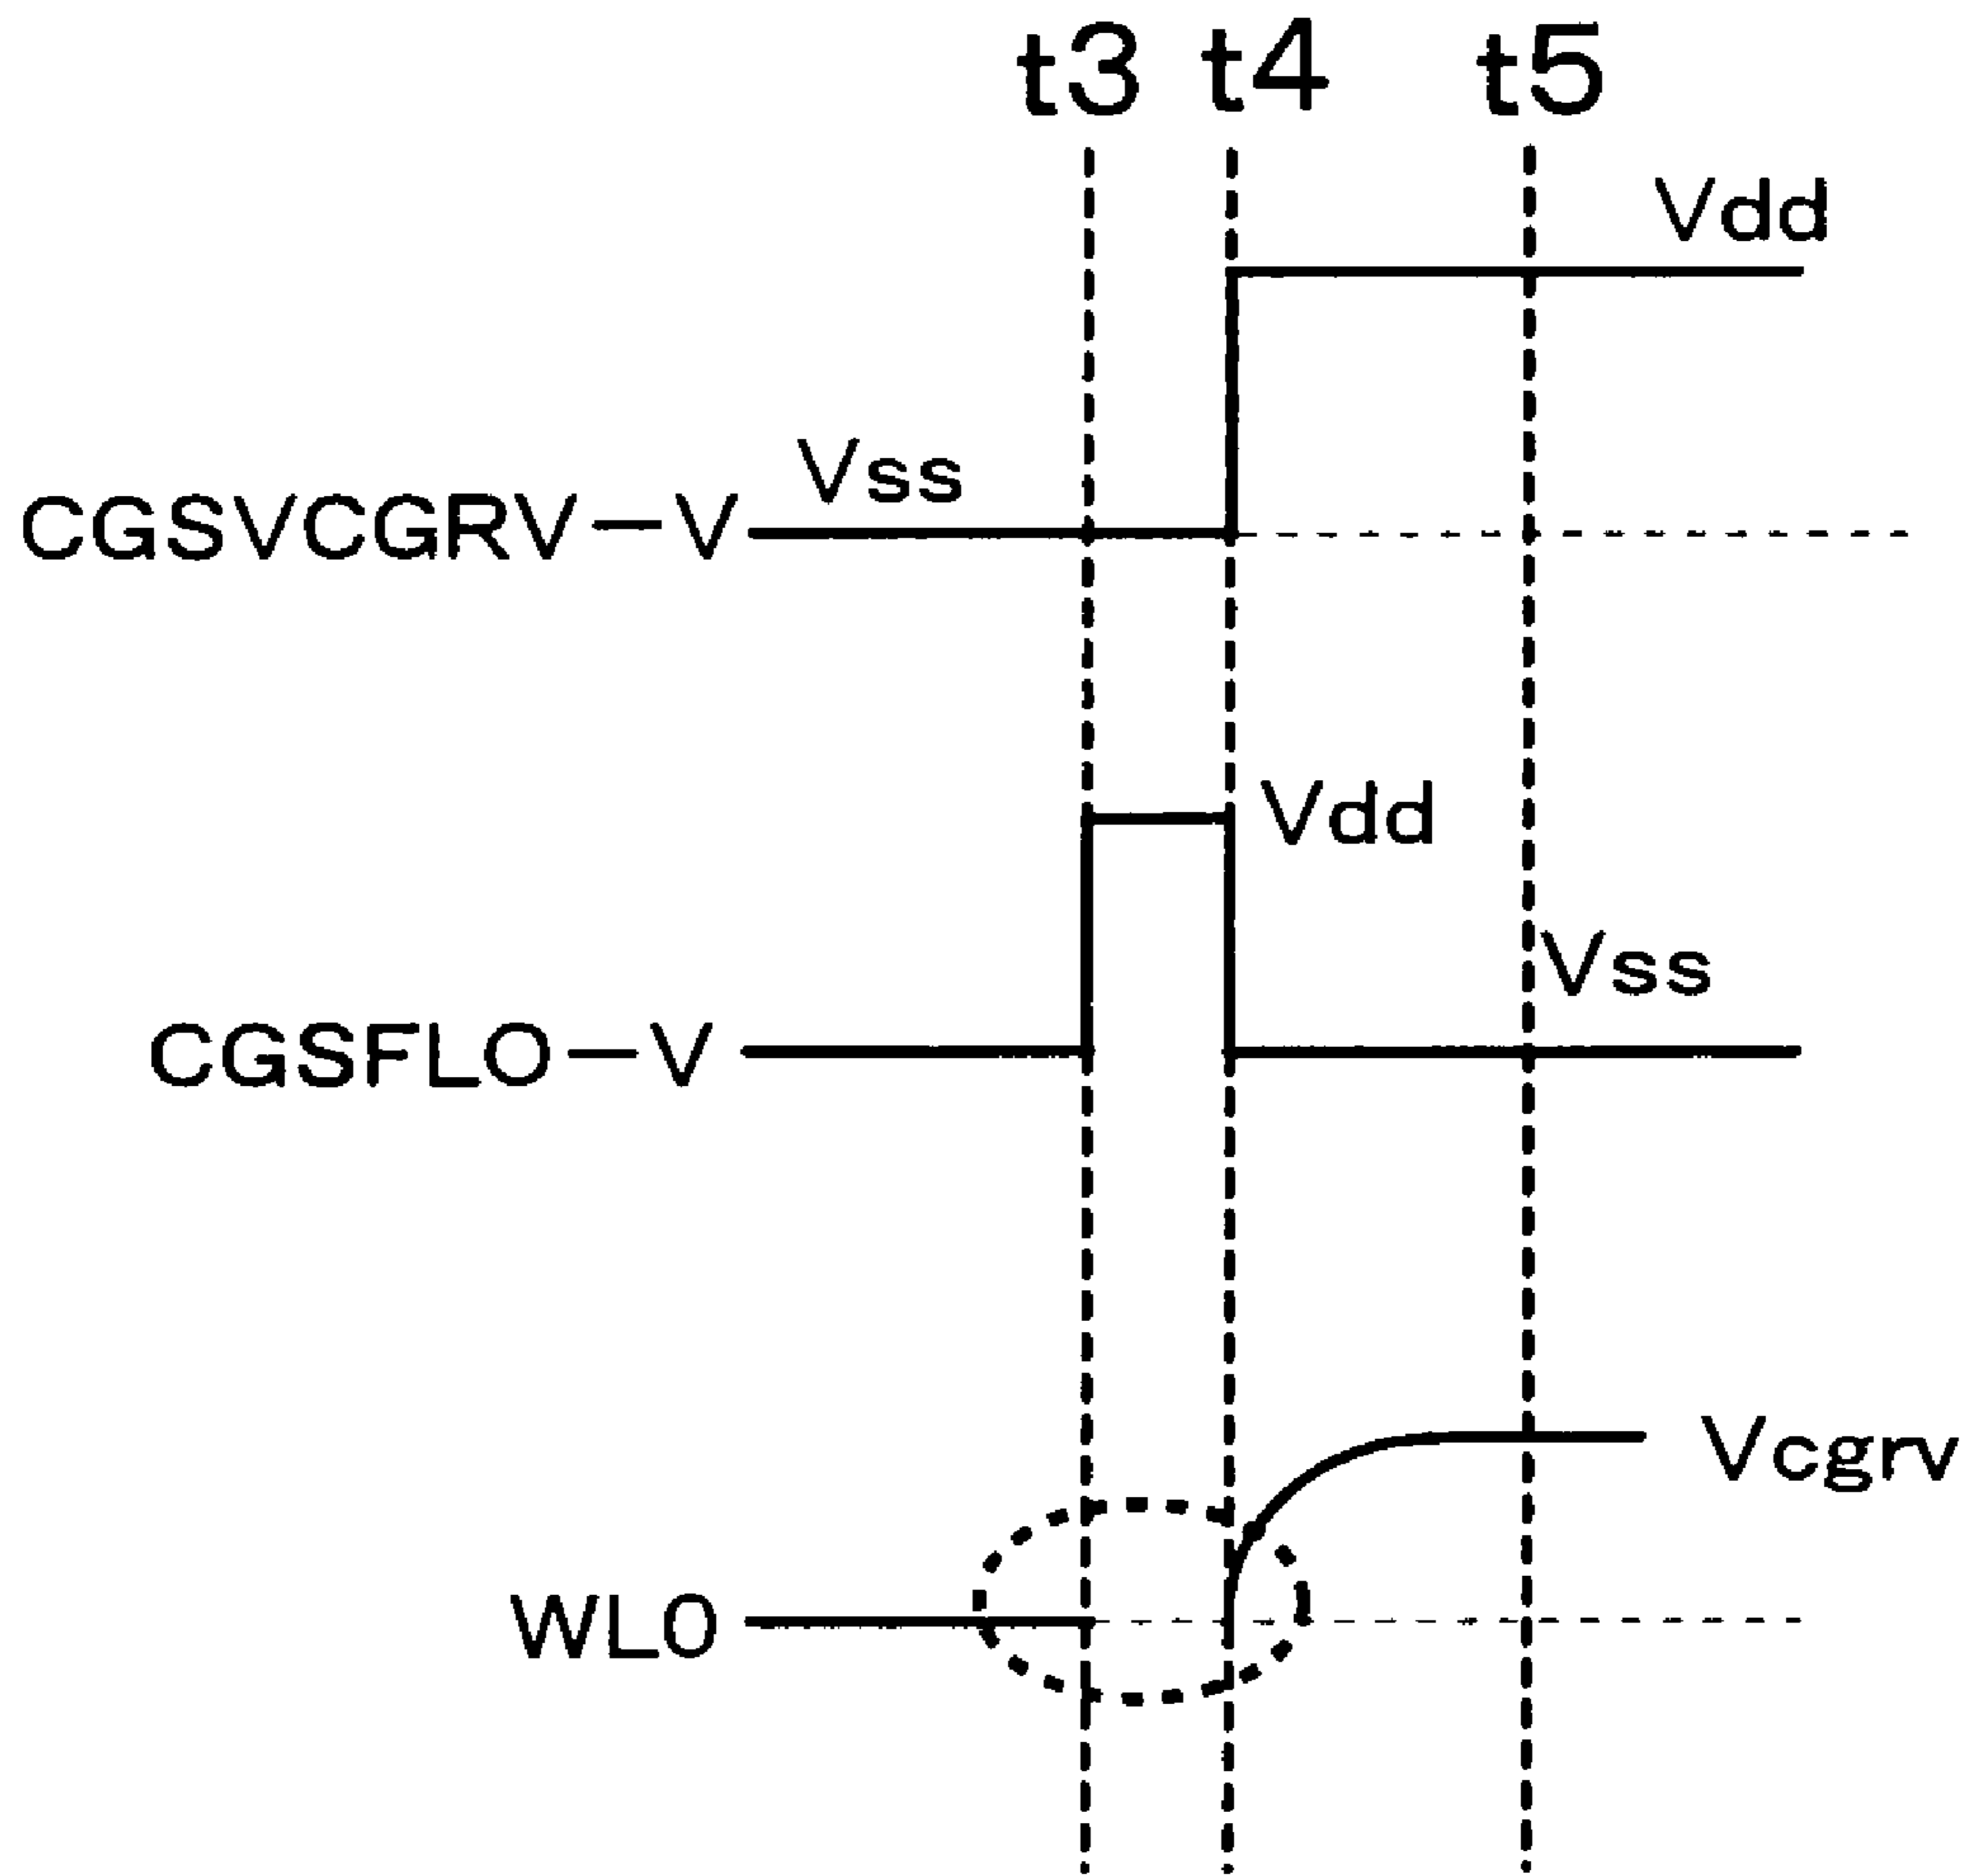 t3 t4 t5
Vdd
Vss
CGSVCGRV－V
Vdd
Vss
CGSFLO－V
Vcgrv
WL0